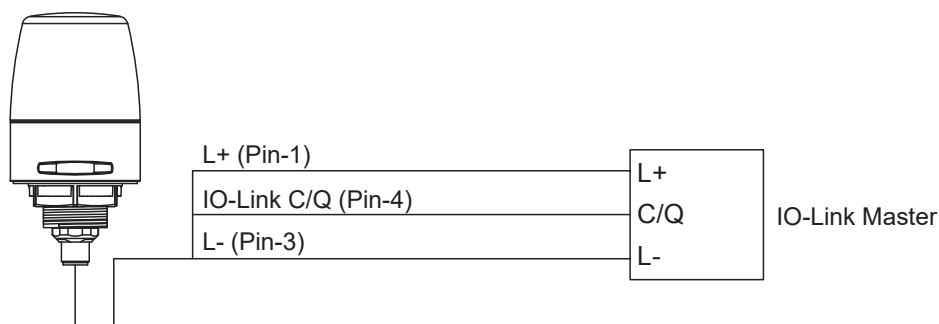 L+ (Pin-1)
L+
IO-Link C/Q (Pin-4)
C/Q
IO-Link Master
L- (Pin-3)
L-